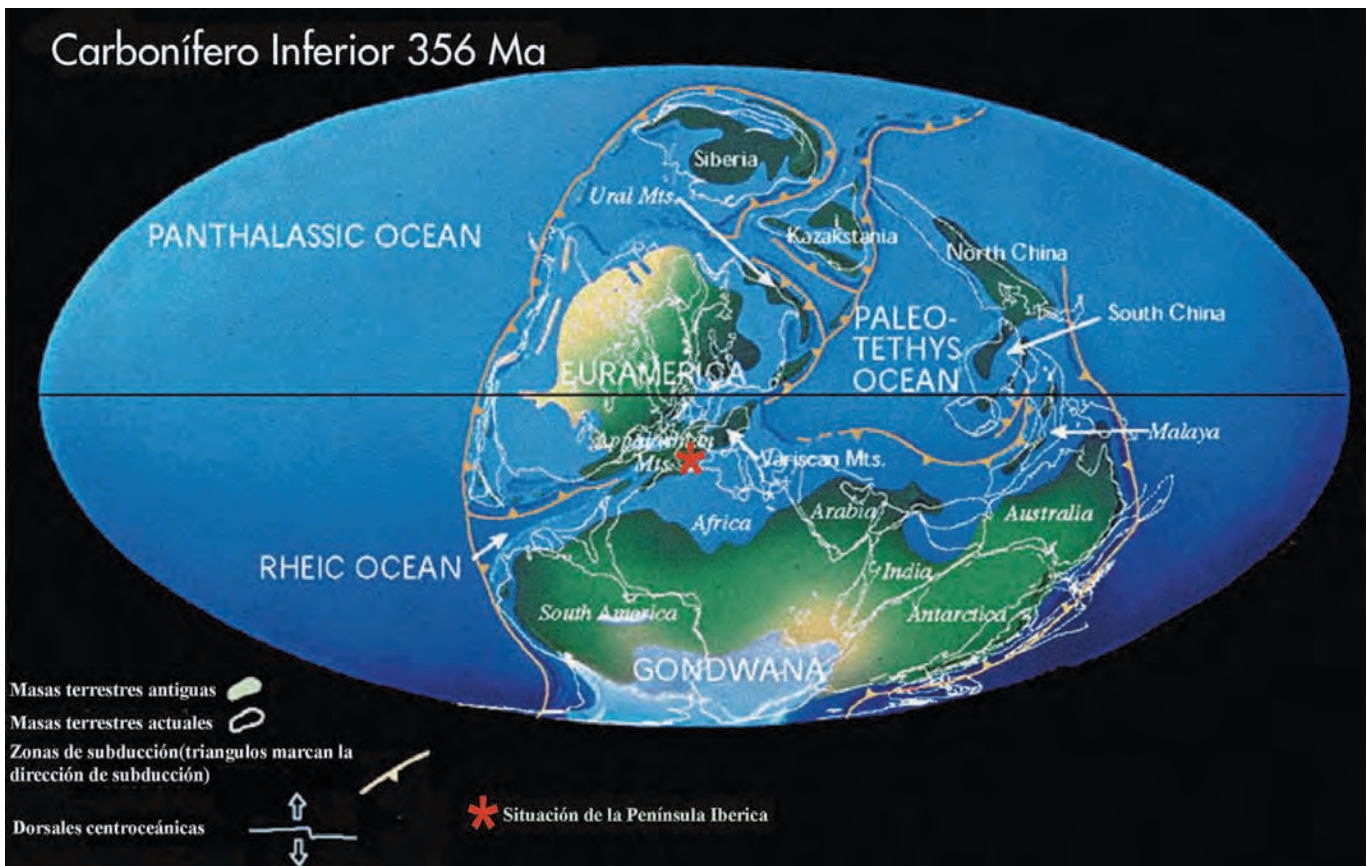 Carbonífero Inferior 356 Ma
Siberia
Ural Mts.
PANTHALASSIC OCEAN
Kazakstania
North China
PALEO-
TETHYS
OCEAN
South China
EURAMERICA
Appalachian
Mts.
Variscan Mts.
Malaya
Africa
Arabia
Australia
RHEIC OCEAN
India
South America
Antarctica
GONDWANA
Masas terrestres antiguas
Masas terrestres actuales
Zonas de subducción(triangulos marcan la
dirección de subducción)
Dorsales centroceánicas
Situación de la Península Iberica